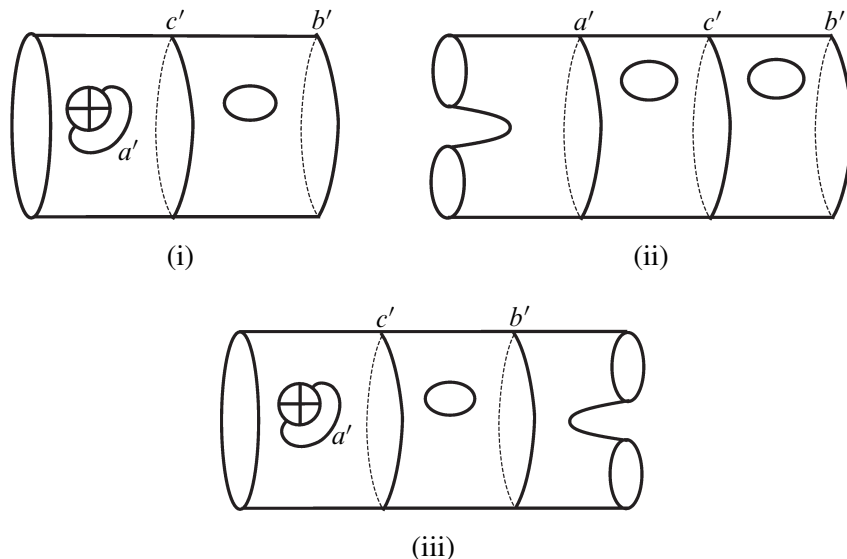 c′ b′
a′
(i)
a′ c′ b′
(ii)
c′ b′
a′
(iii)